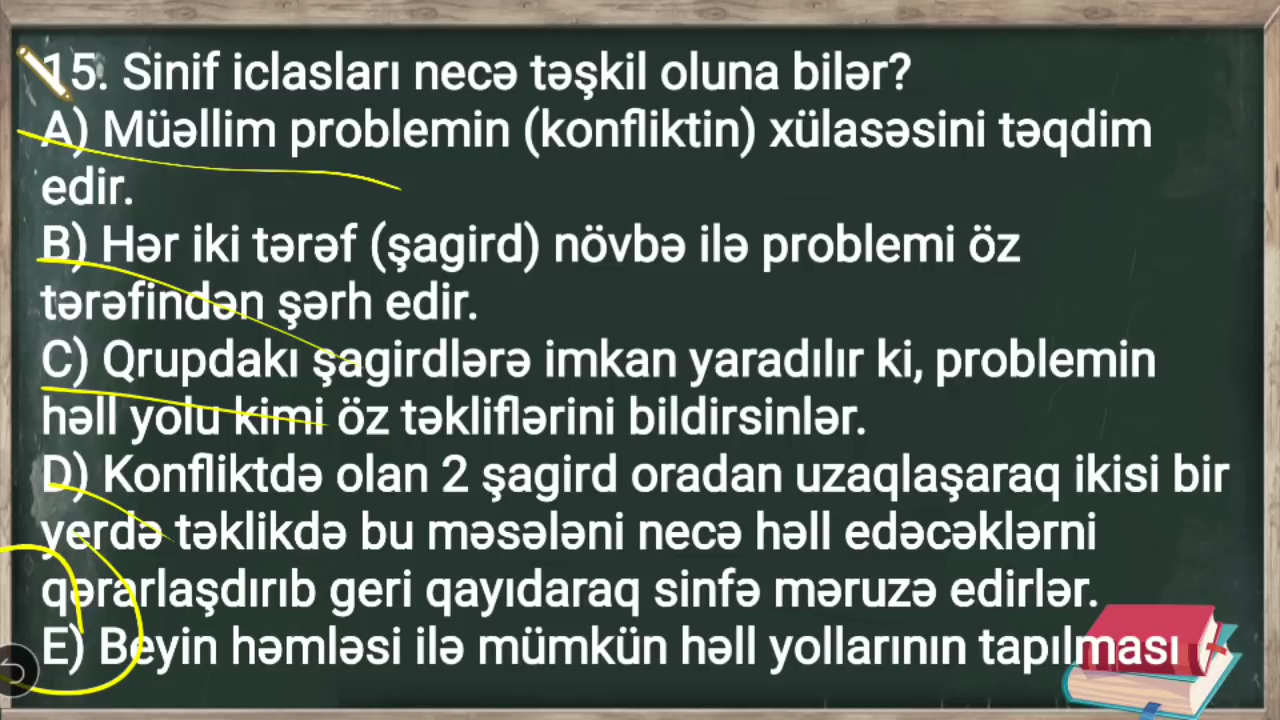 15. Sinif iclasları necə təşkil oluna bilər?
A) Müəllim problemin (konfliktin) xülasəsini təqdim
edir.
B) Hər iki tərəf (şagird) növbə ilə problemi öz
tərəfindən şərh edir.
C) Qrupdakı şagirdlərə imkan yaradılır ki, problemin
həll yolu kimi öz təkliflərini bildirsinlər.
D) Konfliktdə olan 2 şagird oradan uzaqlaşaraq ikisi bir
yerdə təklikdə bu məsələni necə həll edəcəklərni
qərarlaşdırıb geri qayıdaraq sinfə məruzə edirlər.
E) Beyin həmləsi ilə mümkün həll yollarının tapılması